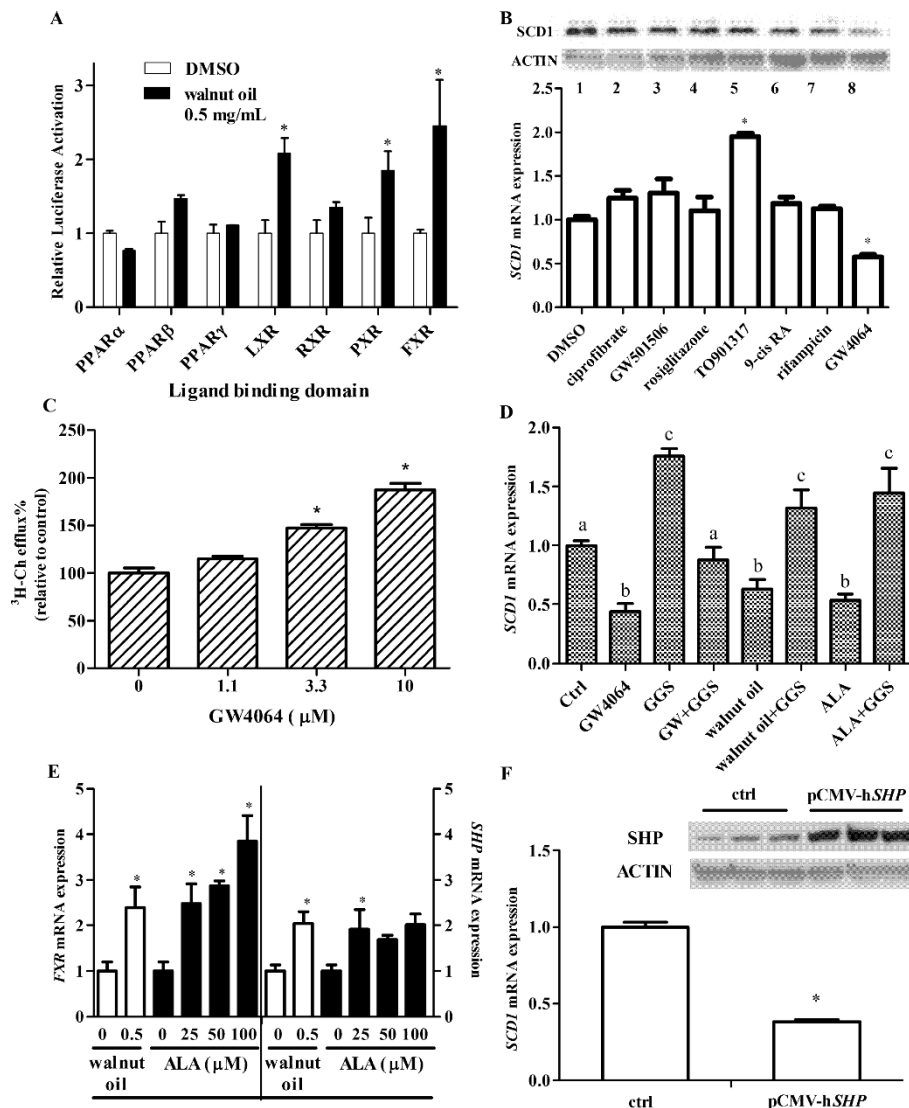 A
DMSO
walnut oil
0.5 mg/mL
Relative Luciferase Activation
3
2
1
0
*
*
*
PPARα
PPARβ
PPARγ
LXR
RXR
PXR
FXR
Ligand binding domain
B
SCD1
ACTIN
1 2 3 4 5 6 7 8
SCD1 mRNA expression
2.5
2.0
1.5
1.0
0.5
0.0
*
*
DMSO
ciprofibrate
GW501506
rosiglitazone
TO901317
9-cis RA
rifampicin
GW4064
C
³H-Ch efflux%
(relative to control)
250
200
150
100
50
0
*
*
0 1.1 3.3 10
GW4064 ( μM)
D
SCD1 mRNA expression
2.0
1.5
1.0
0.5
0.0
a b c a b c b c
Ctrl
GW4064
GGS
GW+GGS
walnut oil
walnut oil+GGS
ALA
ALA+GGS
E
FXR mRNA expression
5
4
3
2
1
0
* * * *
* *
5
4
3
2
1
0
SHP mRNA expression
0 0.5 0 25 50 100 0 0.5 0 25 50 100
walnut
oil
ALA ( μM)
walnut
oil
ALA ( μM)
F
ctrl pCMV-hSHP
SHP
ACTIN
SCD1 mRNA expression
1.5
1.0
0.5
0.0
*
ctrl pCMV-hSHP